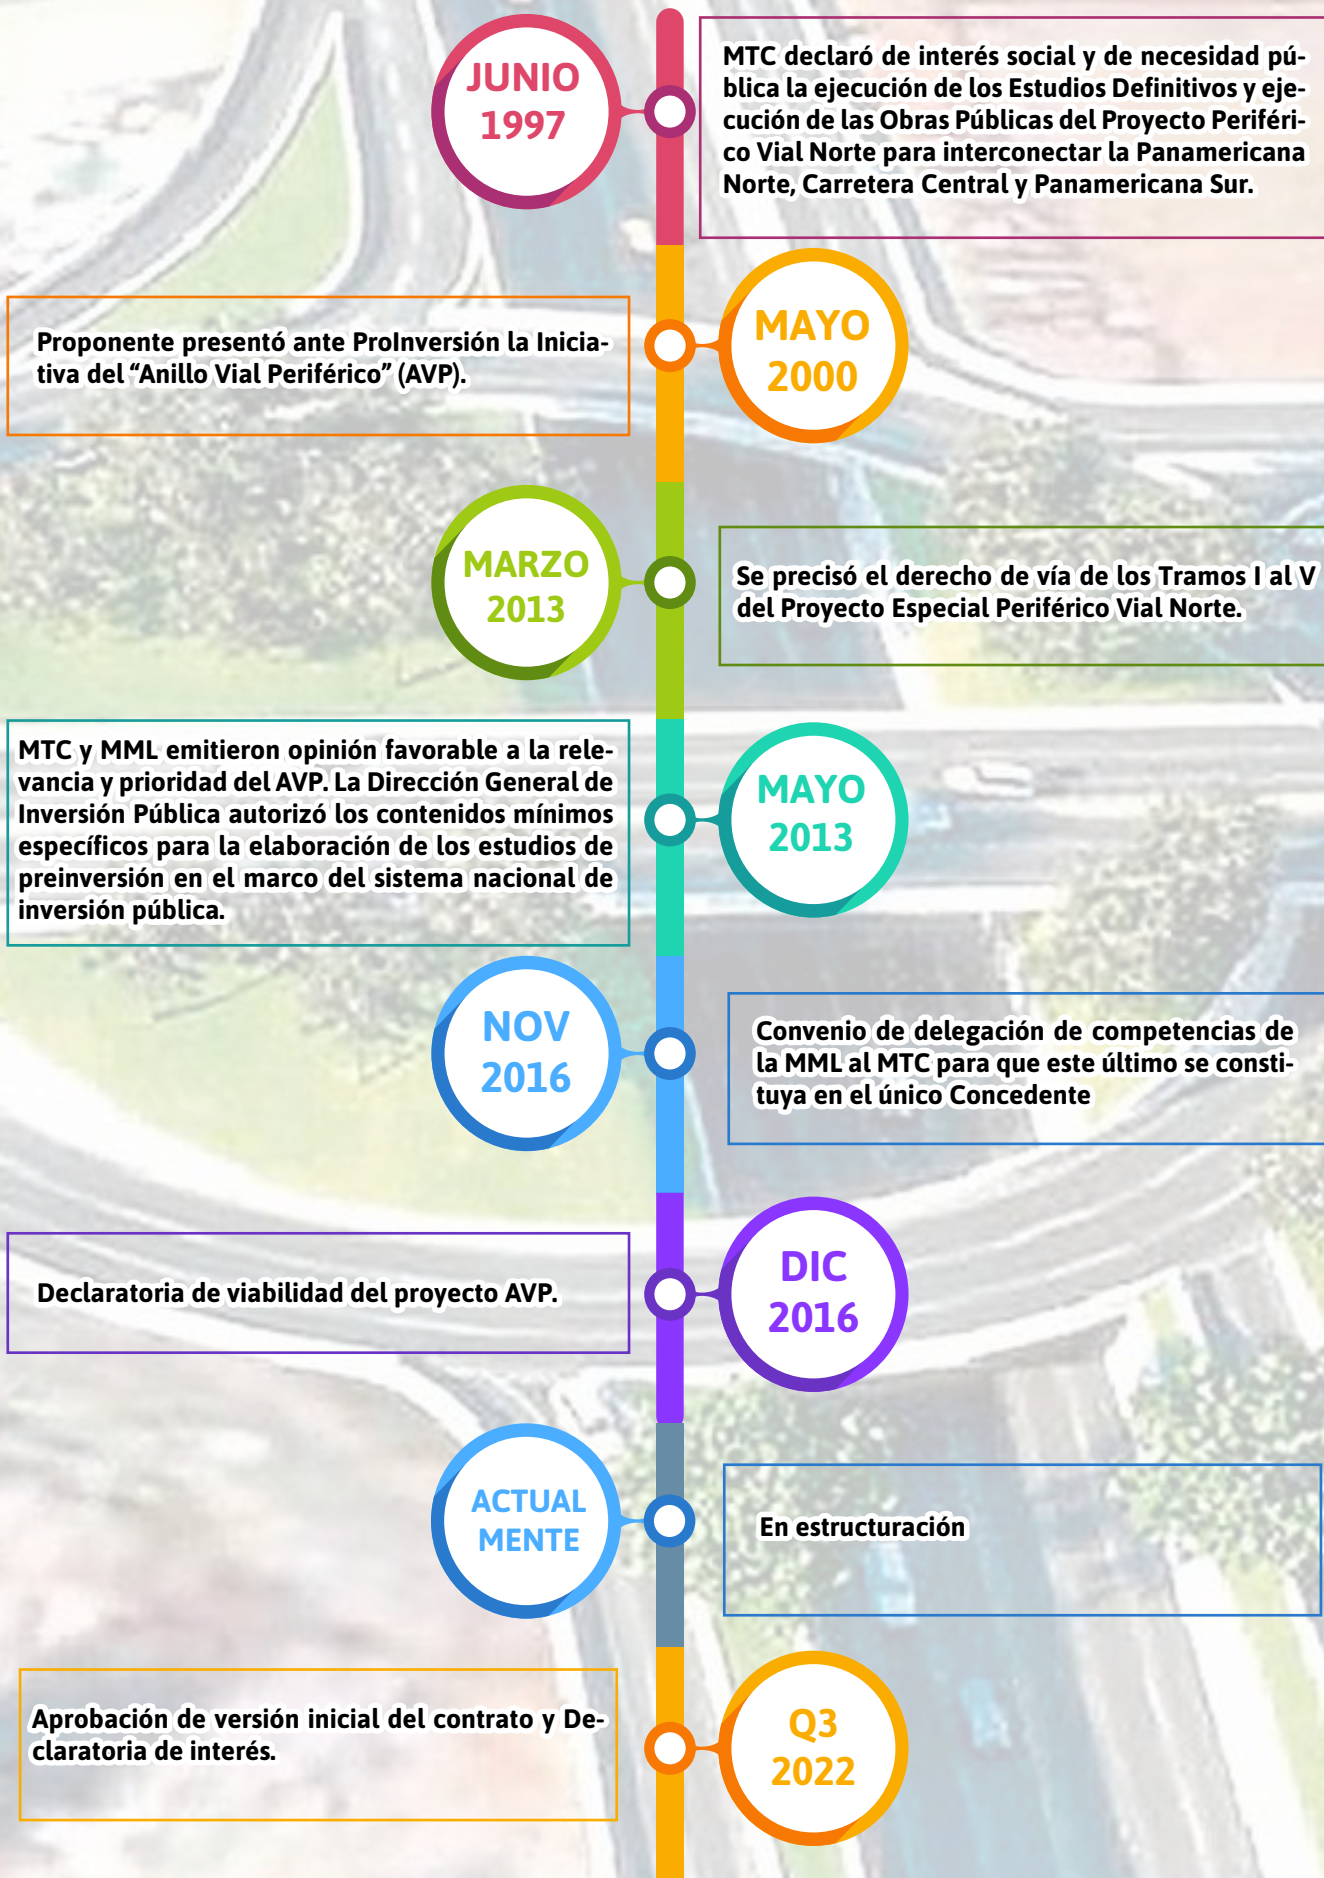 JUNIO
1997
MTC declaró de interés social y de necesidad pú-
blica la ejecución de los Estudios Definitivos y eje-
cución de las Obras Públicas del Proyecto Periféri-
co Vial Norte para interconectar la Panamericana
Norte, Carretera Central y Panamericana Sur.
MAYO
2000
Proponente presentó ante ProInversión la Inicia-
tiva del “Anillo Vial Periférico” (AVP).
MARZO
2013
Se precisó el derecho de vía de los Tramos I al V
del Proyecto Especial Periférico Vial Norte.
MAYO
2013
MTC y MML emitieron opinión favorable a la rele-
vancia y prioridad del AVP. La Dirección General de
Inversión Pública autorizó los contenidos mínimos
específicos para la elaboración de los estudios de
preinversión en el marco del sistema nacional de
inversión pública.
NOV
2016
Convenio de delegación de competencias de
la MML al MTC para que este último se consti-
tuya en el único Concedente
DIC
2016
Declaratoria de viabilidad del proyecto AVP.
ACTUAL
MENTE
En estructuración
Q3
2022
Aprobación de versión inicial del contrato y De-
claratoria de interés.